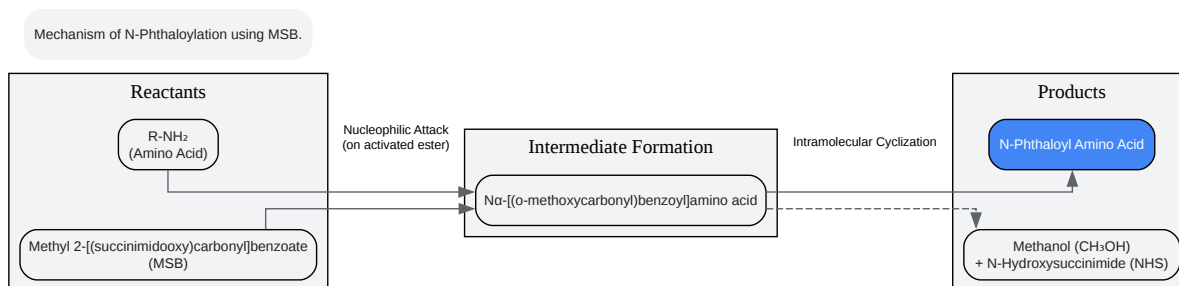 Mechanism of N-Phthaloylation using MSB.
Reactants
R-NH₂
(Amino Acid)
Methyl 2-[(succinimidooxy)carbonyl]benzoate
(MSB)
Nucleophilic Attack
(on activated ester)
Intermediate Formation
Nα-[(o-methoxycarbonyl)benzoyl]amino acid
Intramolecular Cyclization
Products
N-Phthaloyl Amino Acid
Methanol (CH₃OH)
+ N-Hydroxysuccinimide (NHS)